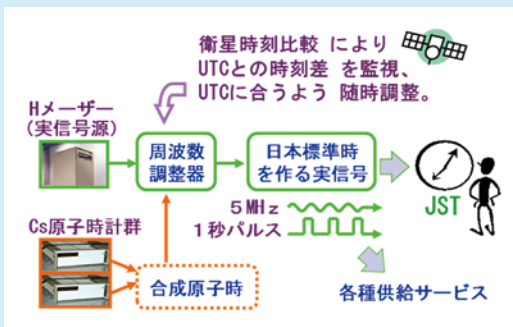 衛星時刻比較 により
UTCとの時刻差 を監視、
UTCに合うよう 随時調整。
Hメーザー
(実信号源)
周波数
調整器
日本標準時
を作る実信号
JST
5MHz
1秒パルス
Cs原子時計群
合成原子時
各種供給サービス